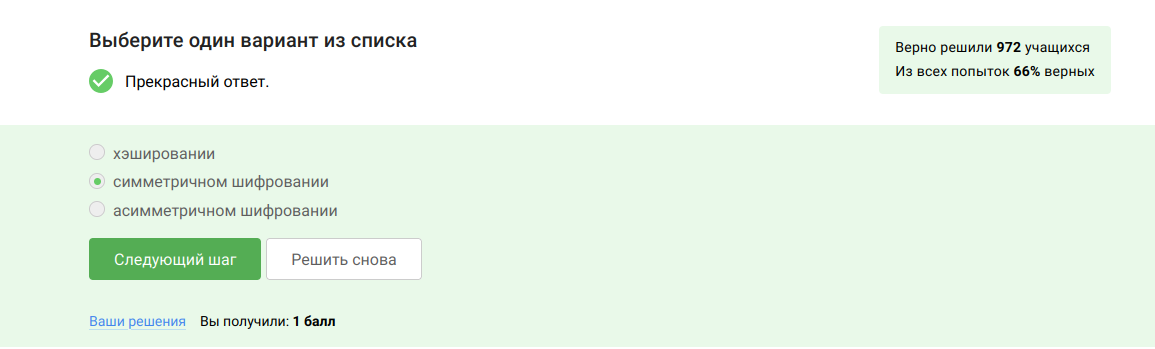 Выберите один вариант из списка
Верно решили 972 учащихся
Из всех попыток 66% верных
Прекрасный ответ.
хэшировании
симметричном шифровании
асимметричном шифровании
Следующий шаг
Решить снова
Ваши решения Вы получили: 1 балл